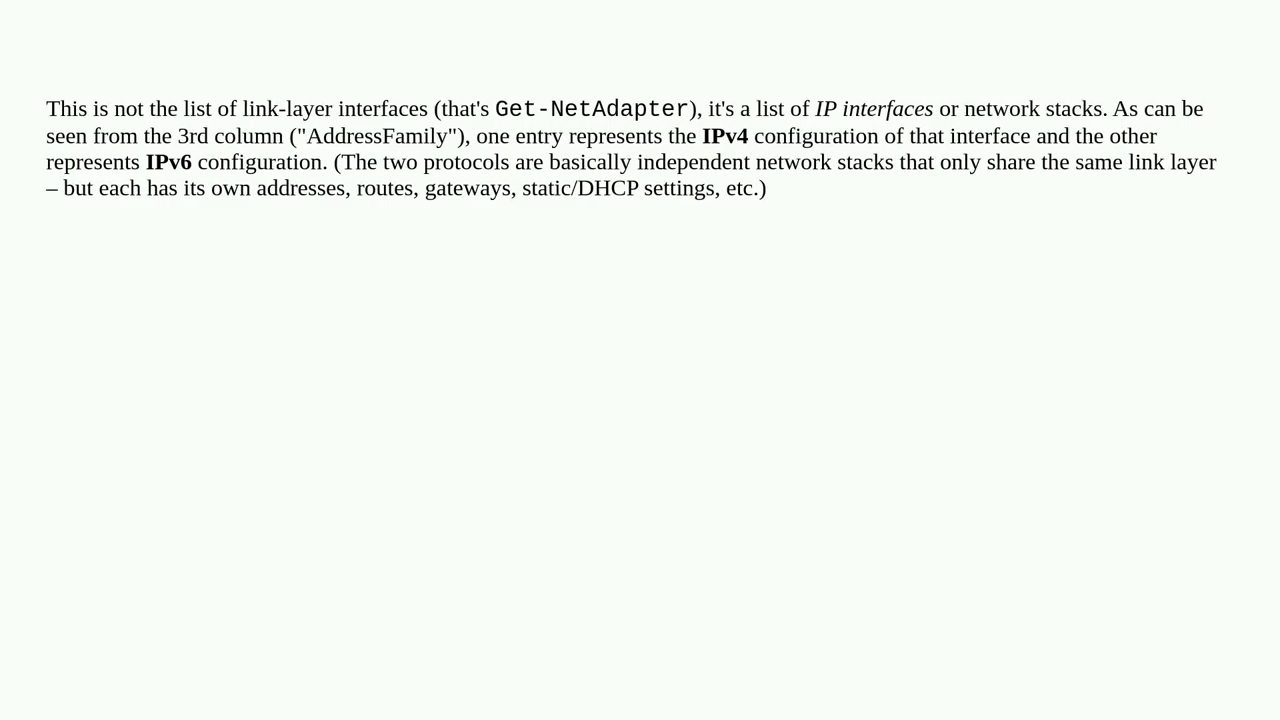 This is not the list of link-layer interfaces (that's Get-NetAdapter), it's a list of IP interfaces or network stacks. As can be
seen from the 3rd column ("AddressFamily"), one entry represents the IPv4 configuration of that interface and the other
represents IPv6 configuration. (The two protocols are basically independent network stacks that only share the same link layer
– but each has its own addresses, routes, gateways, static/DHCP settings, etc.)